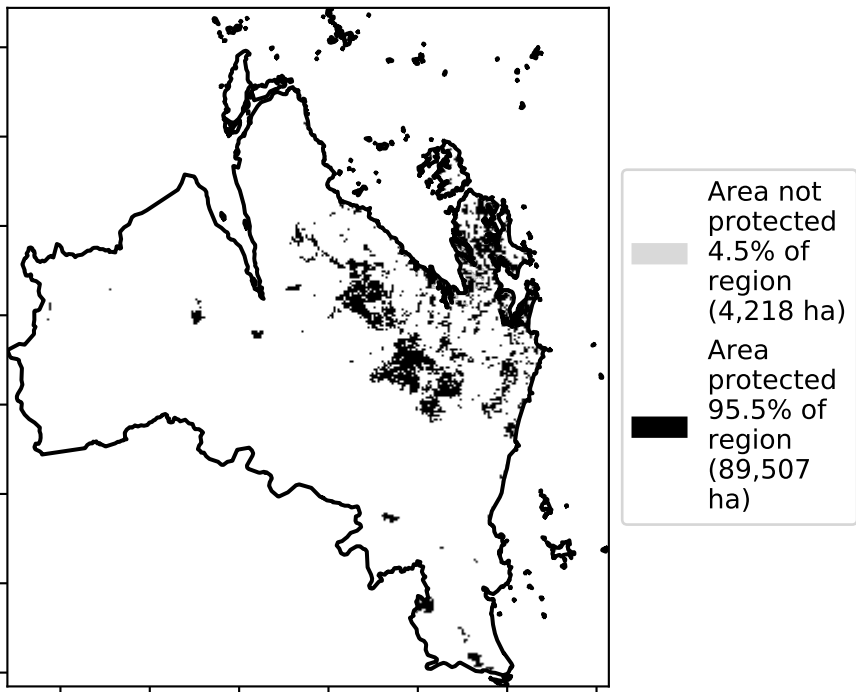 Area not
protected
4.5% of
region
(4,218 ha)
Area
protected
95.5% of
region
(89,507
ha)